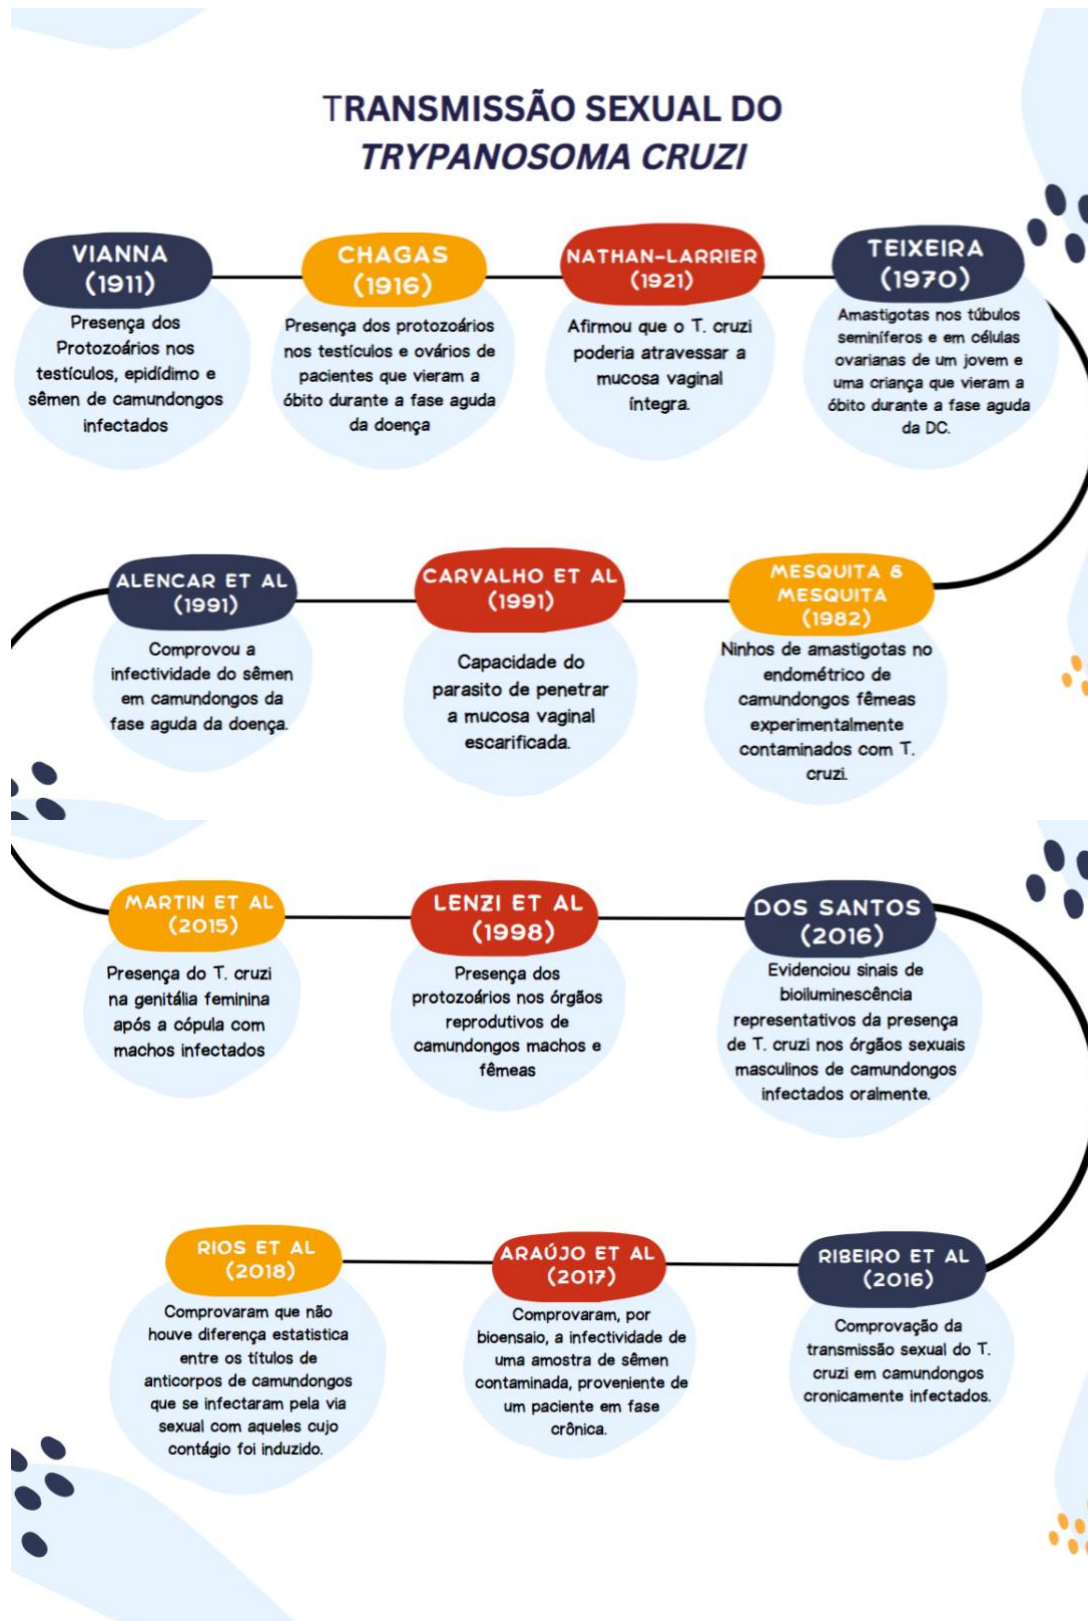 TRANSMISSÃO SEXUAL DO
TRYPANOSOMA CRUZI
VIANNA
(1911)
Presença dos
Protozoários nos
testículos, epidídimo e
sêmen de camundongos
infectados
CHAGAS
(1916)
Presença dos protozoários
nos testículos e ovários de
pacientes que vieram a
óbito durante a fase aguda
da doença
NATHAN-LARRIER
(1921)
Afirmou que o T. cruzi
poderia atravessar a
mucosa vaginal
íntegra.
TEIXEIRA
(1970)
Amastigotas nos túbulos
seminíferos e em células
ovarianas de um jovem e
uma criança que vieram a
óbito durante a fase aguda
da DC.
ALENCAR ET AL
(1991)
Comprovou a
infectividade do sêmen
em camundongos da
fase aguda da doença.
CARVALHO ET AL
(1991)
Capacidade do
parasito de penetrar
a mucosa vaginal
escarificada.
MESQUITA &
MESQUITA
(1982)
Ninhos de amastigotas no
endométrico de
camundongos fêmeas
experimentalmente
contaminados com T.
cruzi.
MARTIN ET AL
(2015)
Presença do T. cruzi
na genitália feminina
após a cópula com
machos infectados
LENZI ET AL
(1998)
Presença dos
protozoários nos órgãos
reprodutivos de
camundongos machos e
fêmeas
DOS SANTOS
(2016)
Evidenciou sinais de
bioiluminescência
representativos da presença
de T. cruzi nos órgãos sexuais
masculinos de camundongos
infectados oralmente.
RIOS ET AL
(2018)
Comprovaram que não
houve diferença estatistica
entre os títulos de
anticorpos de camundongos
que se infectaram pela via
sexual com aqueles cujo
contágio foi induzido.
ARAÚJO ET AL
(2017)
Comprovaram, por
bioensaio, a infectividade de
uma amostra de sêmen
contaminada, proveniente de
um paciente em fase
crônica.
RIBEIRO ET AL
(2016)
Comprovação da
transmissão sexual do T.
cruzi em camundongos
cronicamente infectados.